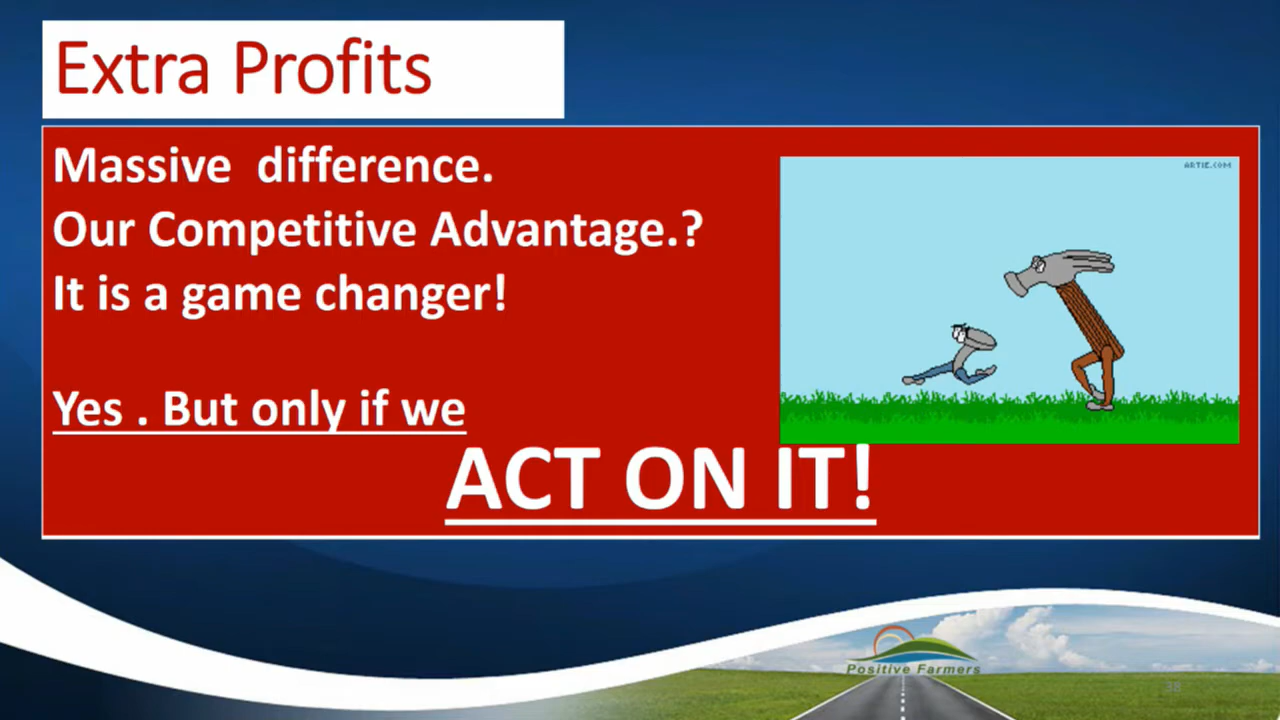 Extra Profits
Massive difference.
Our Competitive Advantage.?
It is a game changer!
Yes . But only if we
ACT ON IT!
ARTIE.COM
Positive Farmers
38